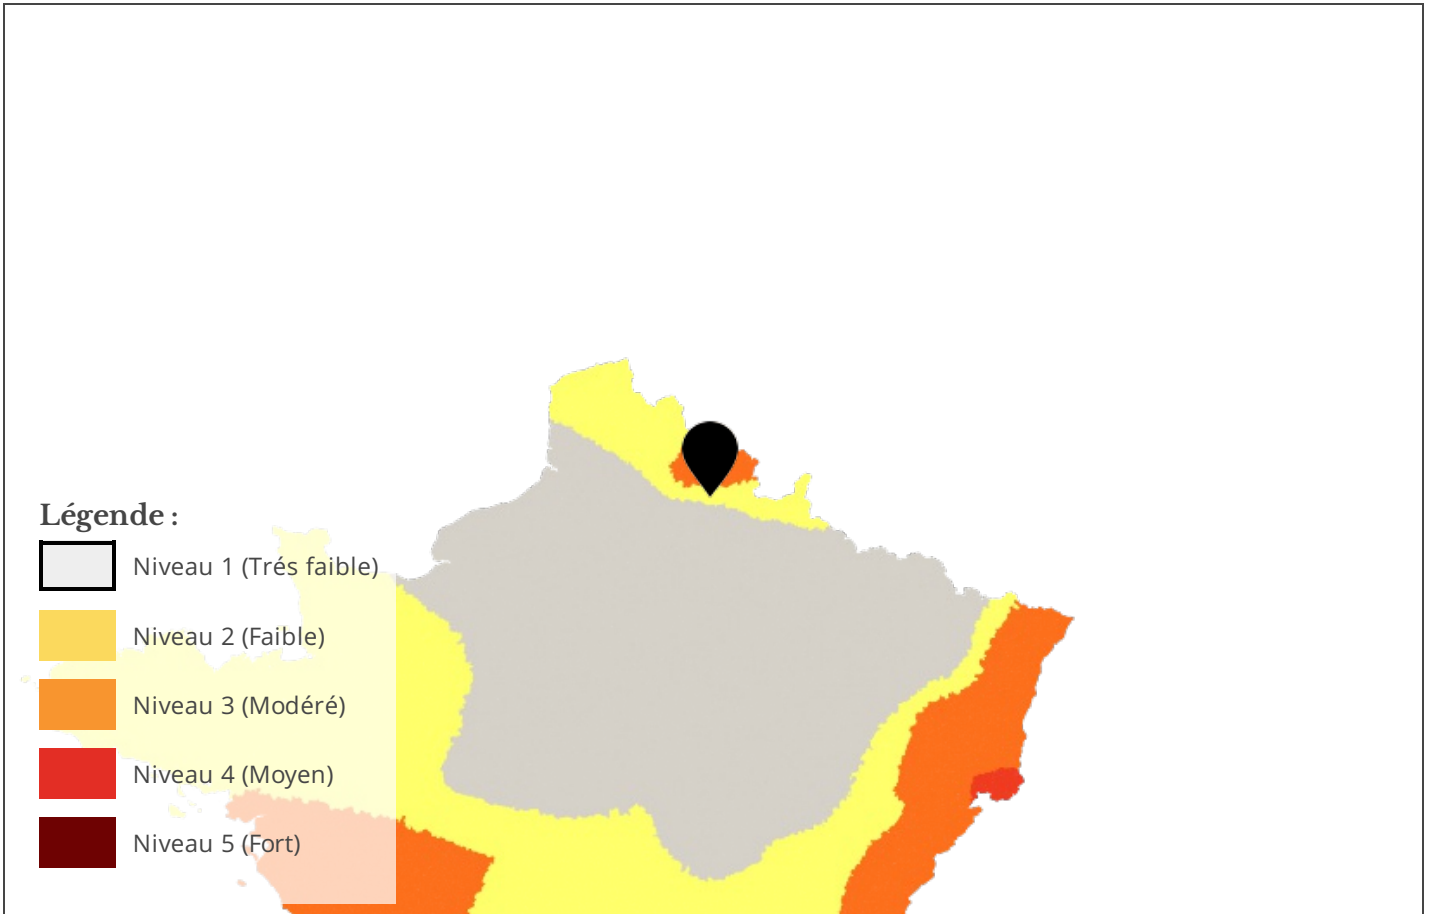 Légende :
Niveau 1 (Trés faible)
Niveau 2 (Faible)
Niveau 3 (Modéré)
Niveau 4 (Moyen)
Niveau 5 (Fort)